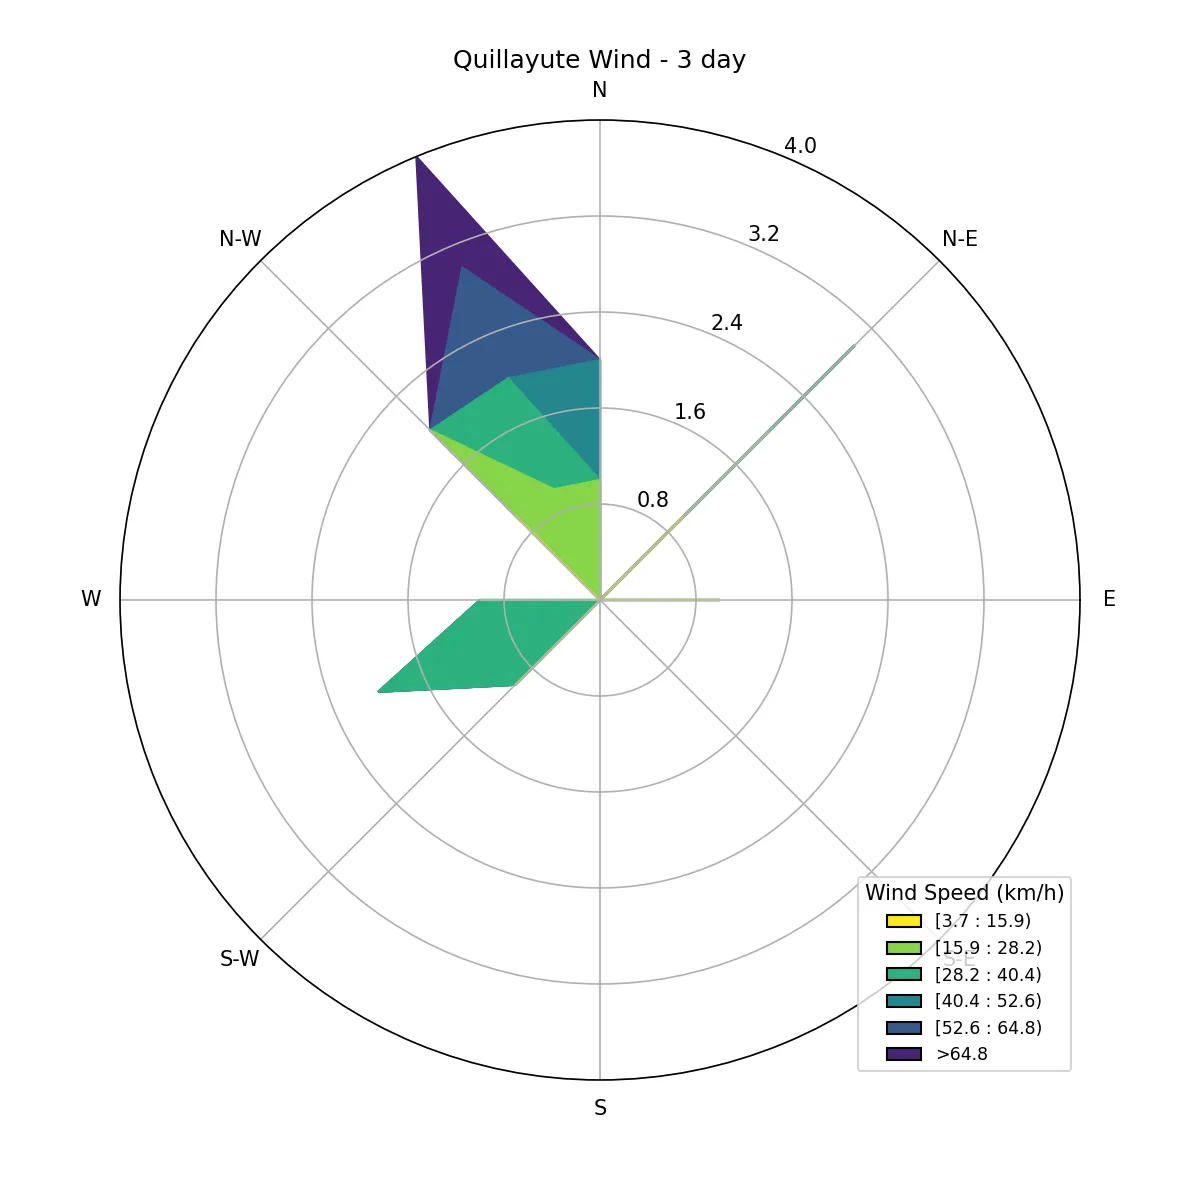 Quillayute Wind - 3 day
N
4.0
N-W
3.2
N-E
2.4
1.6
0.8
W
E
Wind Speed (km/h)
[3.7 : 15.9)
[15.9 : 28.2)
S-W
S-E
[28.2 : 40.4)
[40.4 : 52.6)
[52.6 : 64.8)
>64.8
S